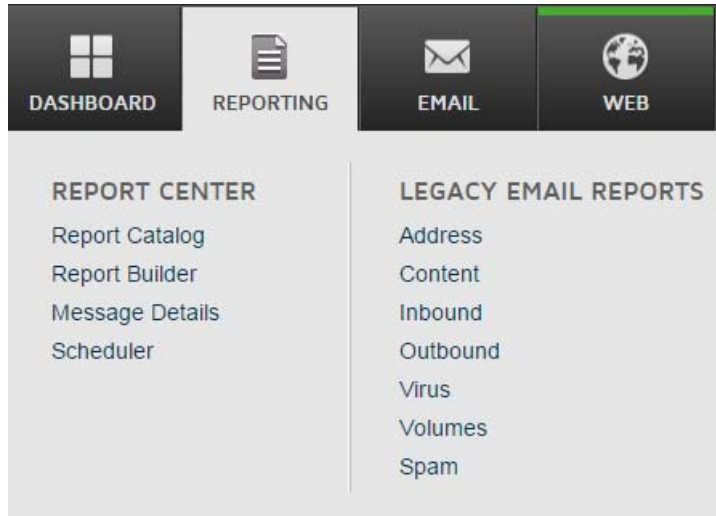 DASHBOARD
REPORTING
EMAIL
WEB
REPORT CENTER
Report Catalog
Report Builder
Message Details
Scheduler
LEGACY EMAIL REPORTS
Address
Content
Inbound
Outbound
Virus
Volumes
Spam